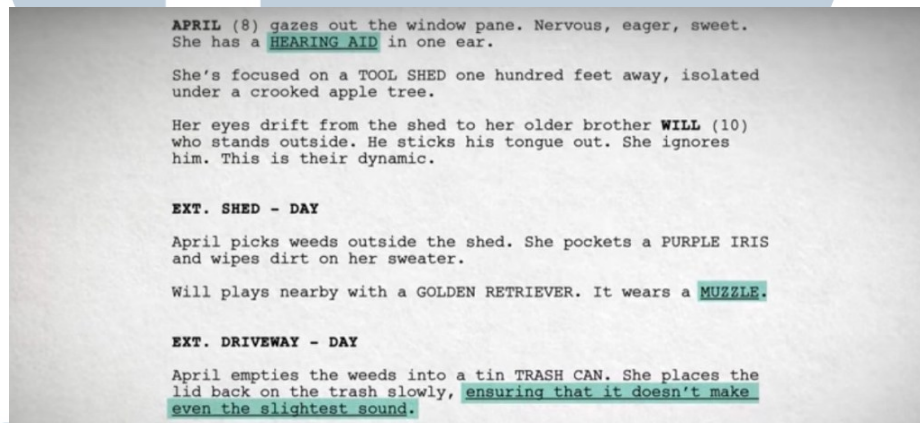 APRIL (8) gazes out the window pane. Nervous, eager, sweet.
She has a HEARING AID in one ear.
She's focused on a TOOL SHED one hundred feet away, isolated
under a crooked apple tree.
Her eyes drift from the shed to her older brother WILL (10)
who stands outside. He sticks his tongue out. She ignores
him. This is their dynamic.
EXT. SHED - DAY
April picks weeds outside the shed. She pockets a PURPLE IRIS
and wipes dirt on her sweater.
Will plays nearby with a GOLDEN RETRIEVER. It wears a MUZZLE.
EXT. DRIVEWAY - DAY
April empties the weeds into a tin TRASH CAN. She places the
lid back on the trash slowly, ensuring that it doesn't make
even the slightest sound.